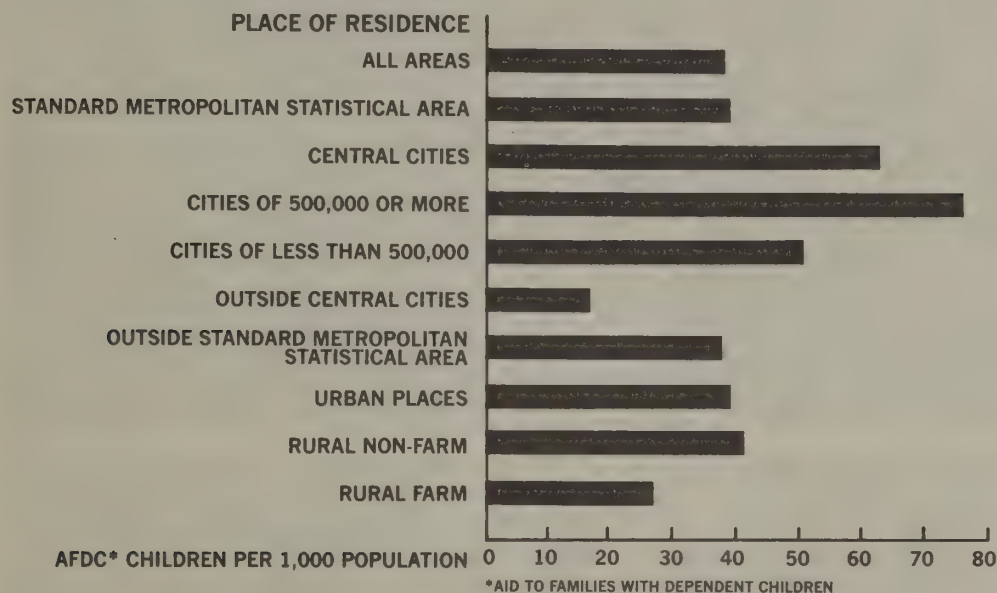 PLACE OF RESIDENCE
ALL AREAS
STANDARD METROPOLITAN STATISTICAL AREA
CENTRAL CITIES
CITIES OF 500,000 OR MORE
CITIES OF LESS THAN 500,000
OUTSIDE CENTRAL CITIES
OUTSIDE STANDARD METROPOLITAN
STATISTICAL AREA
URBAN PLACES
RURAL NON-FARM
RURAL FARM
AFDC* CHILDREN PER 1,000 POPULATION 0 10 20 30 40 50 60 70 80
*AID TO FAMILIES WITH DEPENDENT CHILDREN